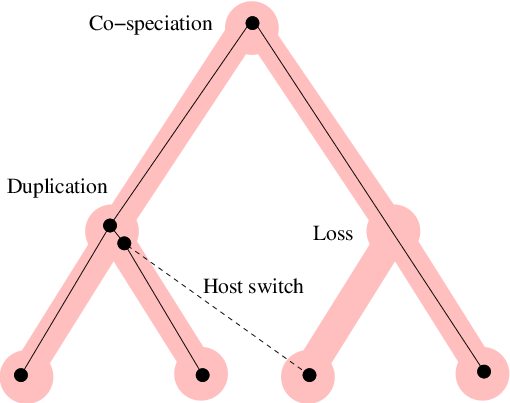 Co−speciation
Duplication
Loss
Host switch